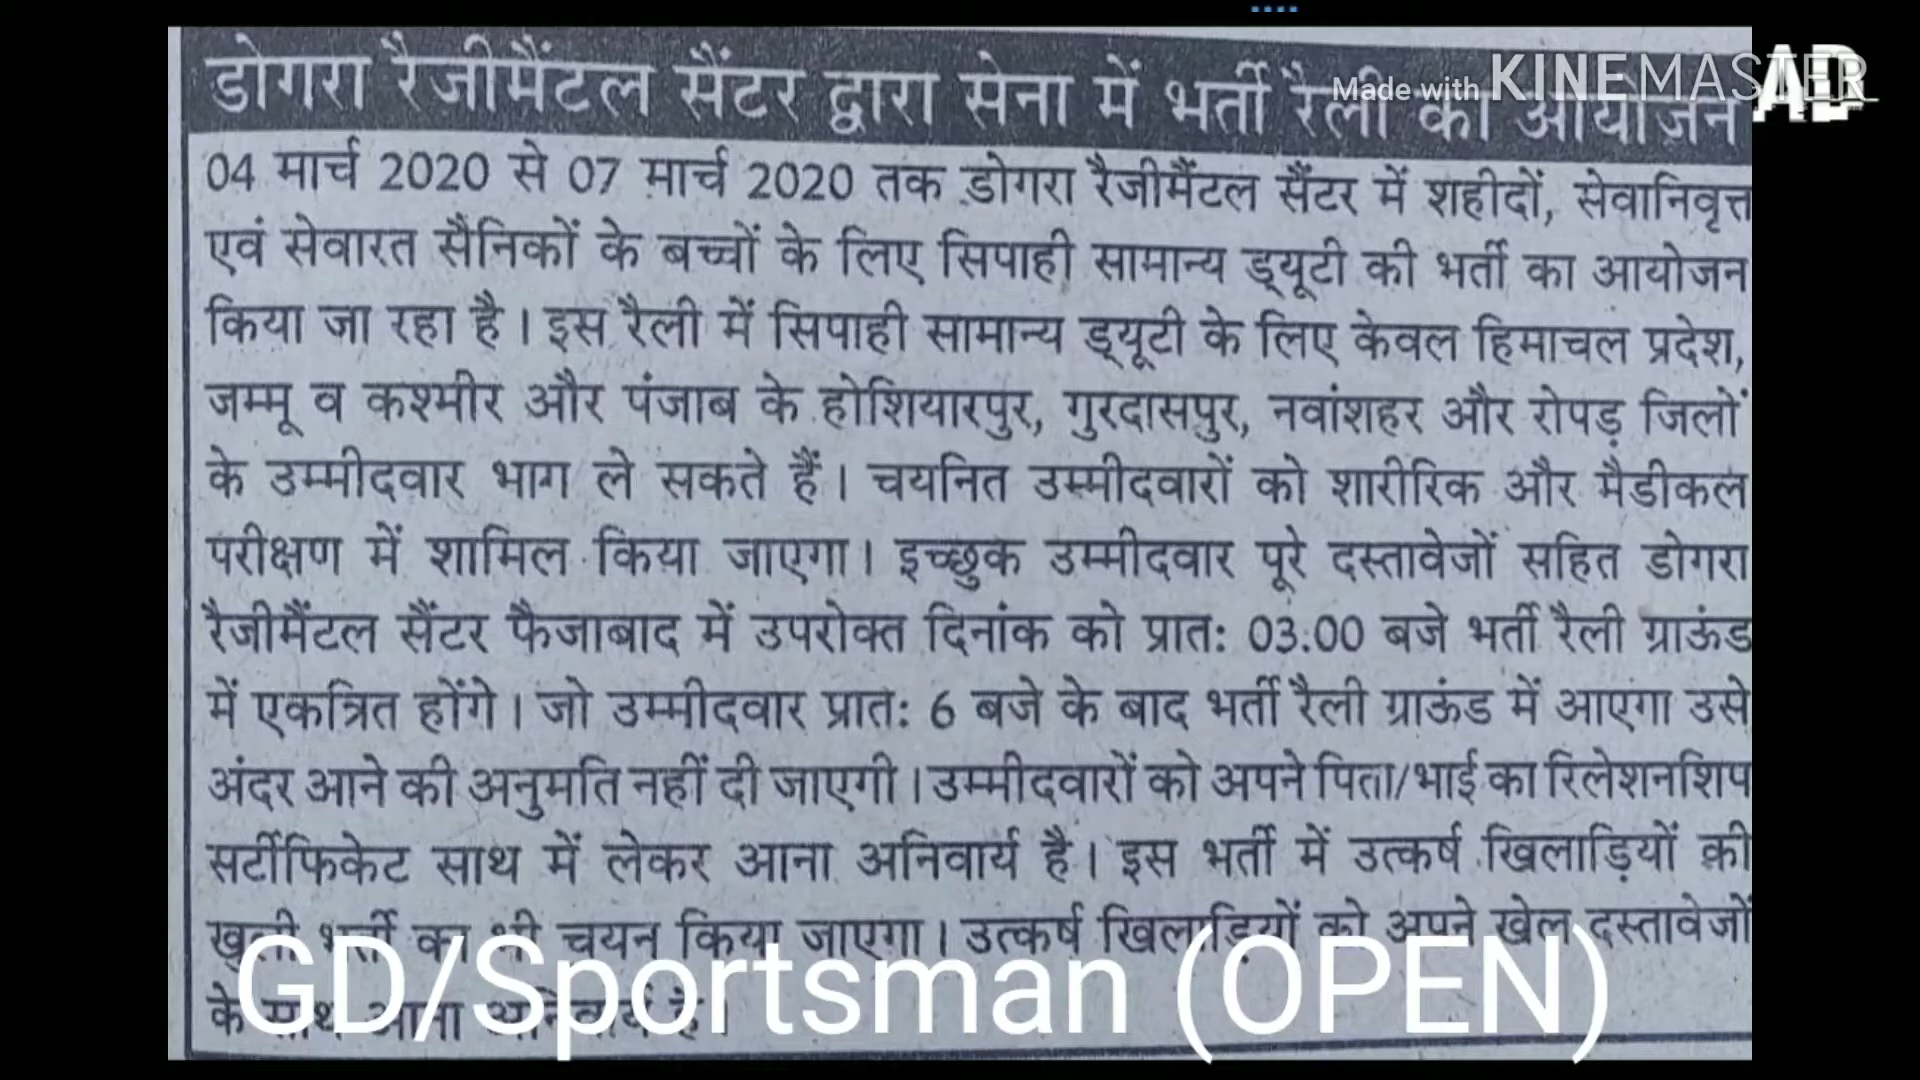 डोगरा रैजीमैंटल सैंटर द्वारा सेना में भर्ती रैली का आयोजन
Made with KINEMASTER
04 मार्च 2020 से 07 मार्च 2020 तक डोगरा रैजीमैंटल सैंटर में शहीदों, सेवानिवृत्त
एवं सेवारत सैनिकों के बच्चों के लिए सिपाही सामान्य ड्यूटी की भर्ती का आयोजन
किया जा रहा है। इस रैली में सिपाही सामान्य ड्यूटी के लिए केवल हिमाचल प्रदेश,
जम्मू व कश्मीर और पंजाब के होशियारपुर, गुरदासपुर, नवांशहर और रोपड़ जिलों
के उम्मीदवार भाग ले सकते हैं। चयनित उम्मीदवारों को शारीरिक और मैडीकल
परीक्षण में शामिल किया जाएगा। इच्छुक उम्मीदवार पूरे दस्तावेजों सहित डोगरा
रैजीमैंटल सैंटर फैजाबाद में उपरोक्त दिनांक को प्रात: 03.00 बजे भर्ती रैली ग्राऊंड
में एकत्रित होंगे। जो उम्मीदवार प्रात: 6 बजे के बाद भर्ती रैली ग्राऊंड में आएगा उसे
अंदर आने की अनुमति नहीं दी जाएगी। उम्मीदवारों को अपने पिता/भाई का रिलेशनशिप
सर्टीफिकेट साथ में लेकर आना अनिवार्य है। इस भर्ती में उत्कर्ष खिलाड़ियों की
खुली भर्ती का भी चयन किया जाएगा। उत्कर्ष खिलाड़ियों को अपने खेल दस्तावेजों
के साथ आना अनिवार्य है।
GD/Sportsman (OPEN)